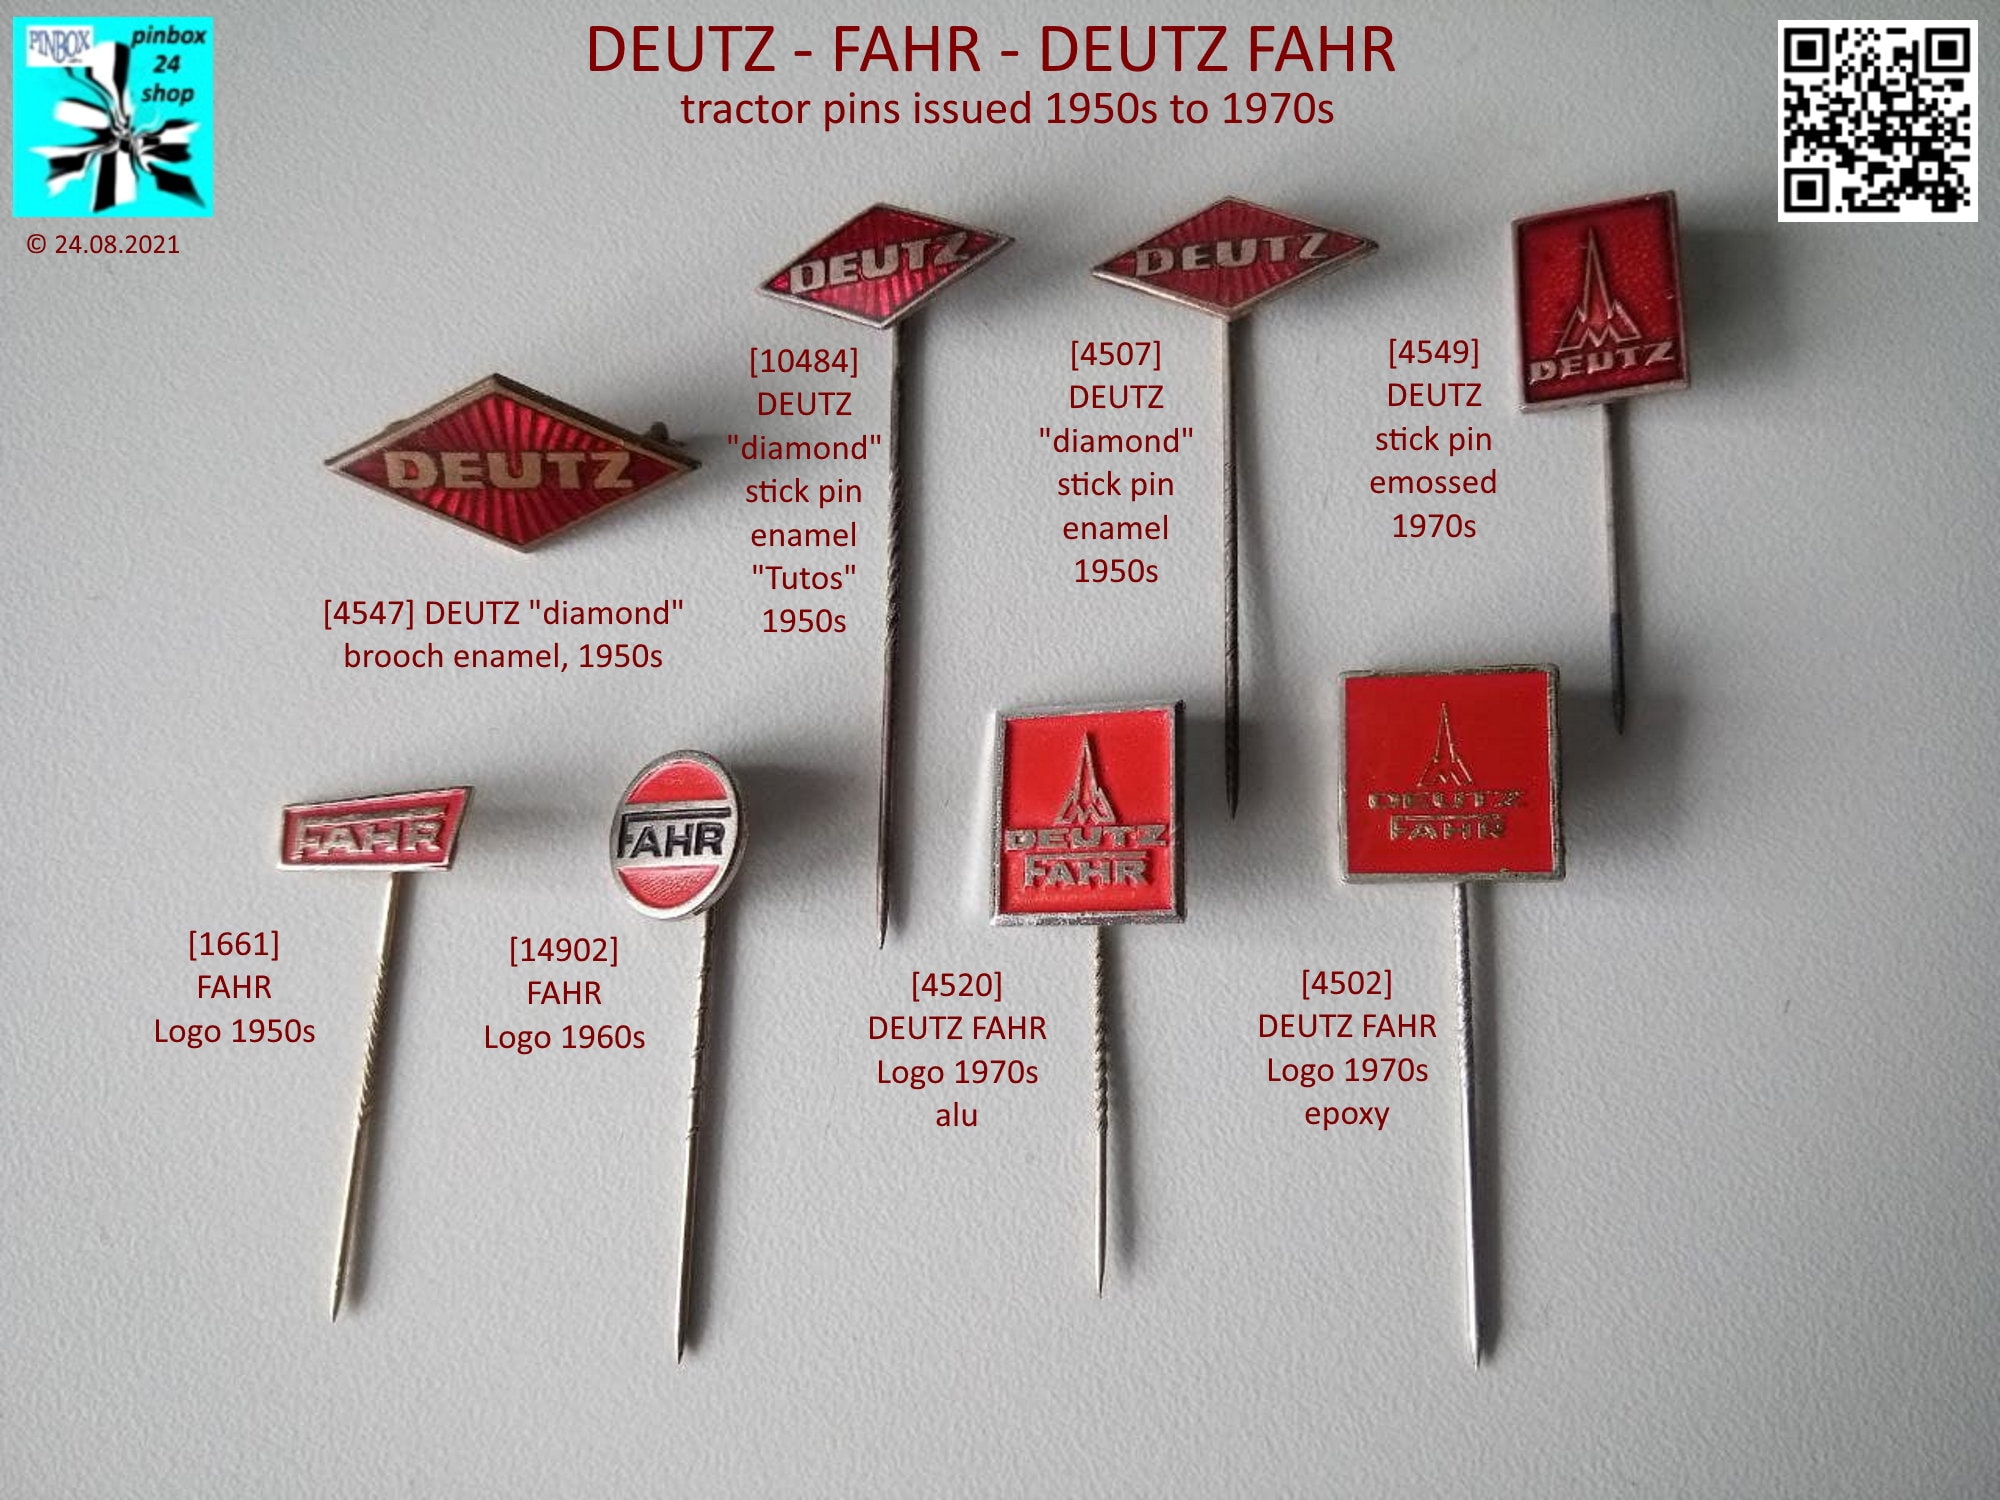 PINBOX
pinbox
24
shop
© 24.08.2021
DEUTZ - FAHR - DEUTZ FAHR
tractor pins issued 1950s to 1970s
DEUTZ
DEUTZ
DEUTZ
DEUTZ
[4547] DEUTZ "diamond"
brooch enamel, 1950s
[10484]
DEUTZ
"diamond"
stick pin
enamel
"Tutos"
1950s
[4507]
DEUTZ
"diamond"
stick pin
enamel
1950s
[4549]
DEUTZ
stick pin
emossed
1970s
FAHR
FAHR
DEUTZ
FAHR
DEUTZ
FAHR
[1661]
FAHR
Logo 1950s
[14902]
FAHR
Logo 1960s
[4520]
DEUTZ FAHR
Logo 1970s
alu
[4502]
DEUTZ FAHR
Logo 1970s
epoxy